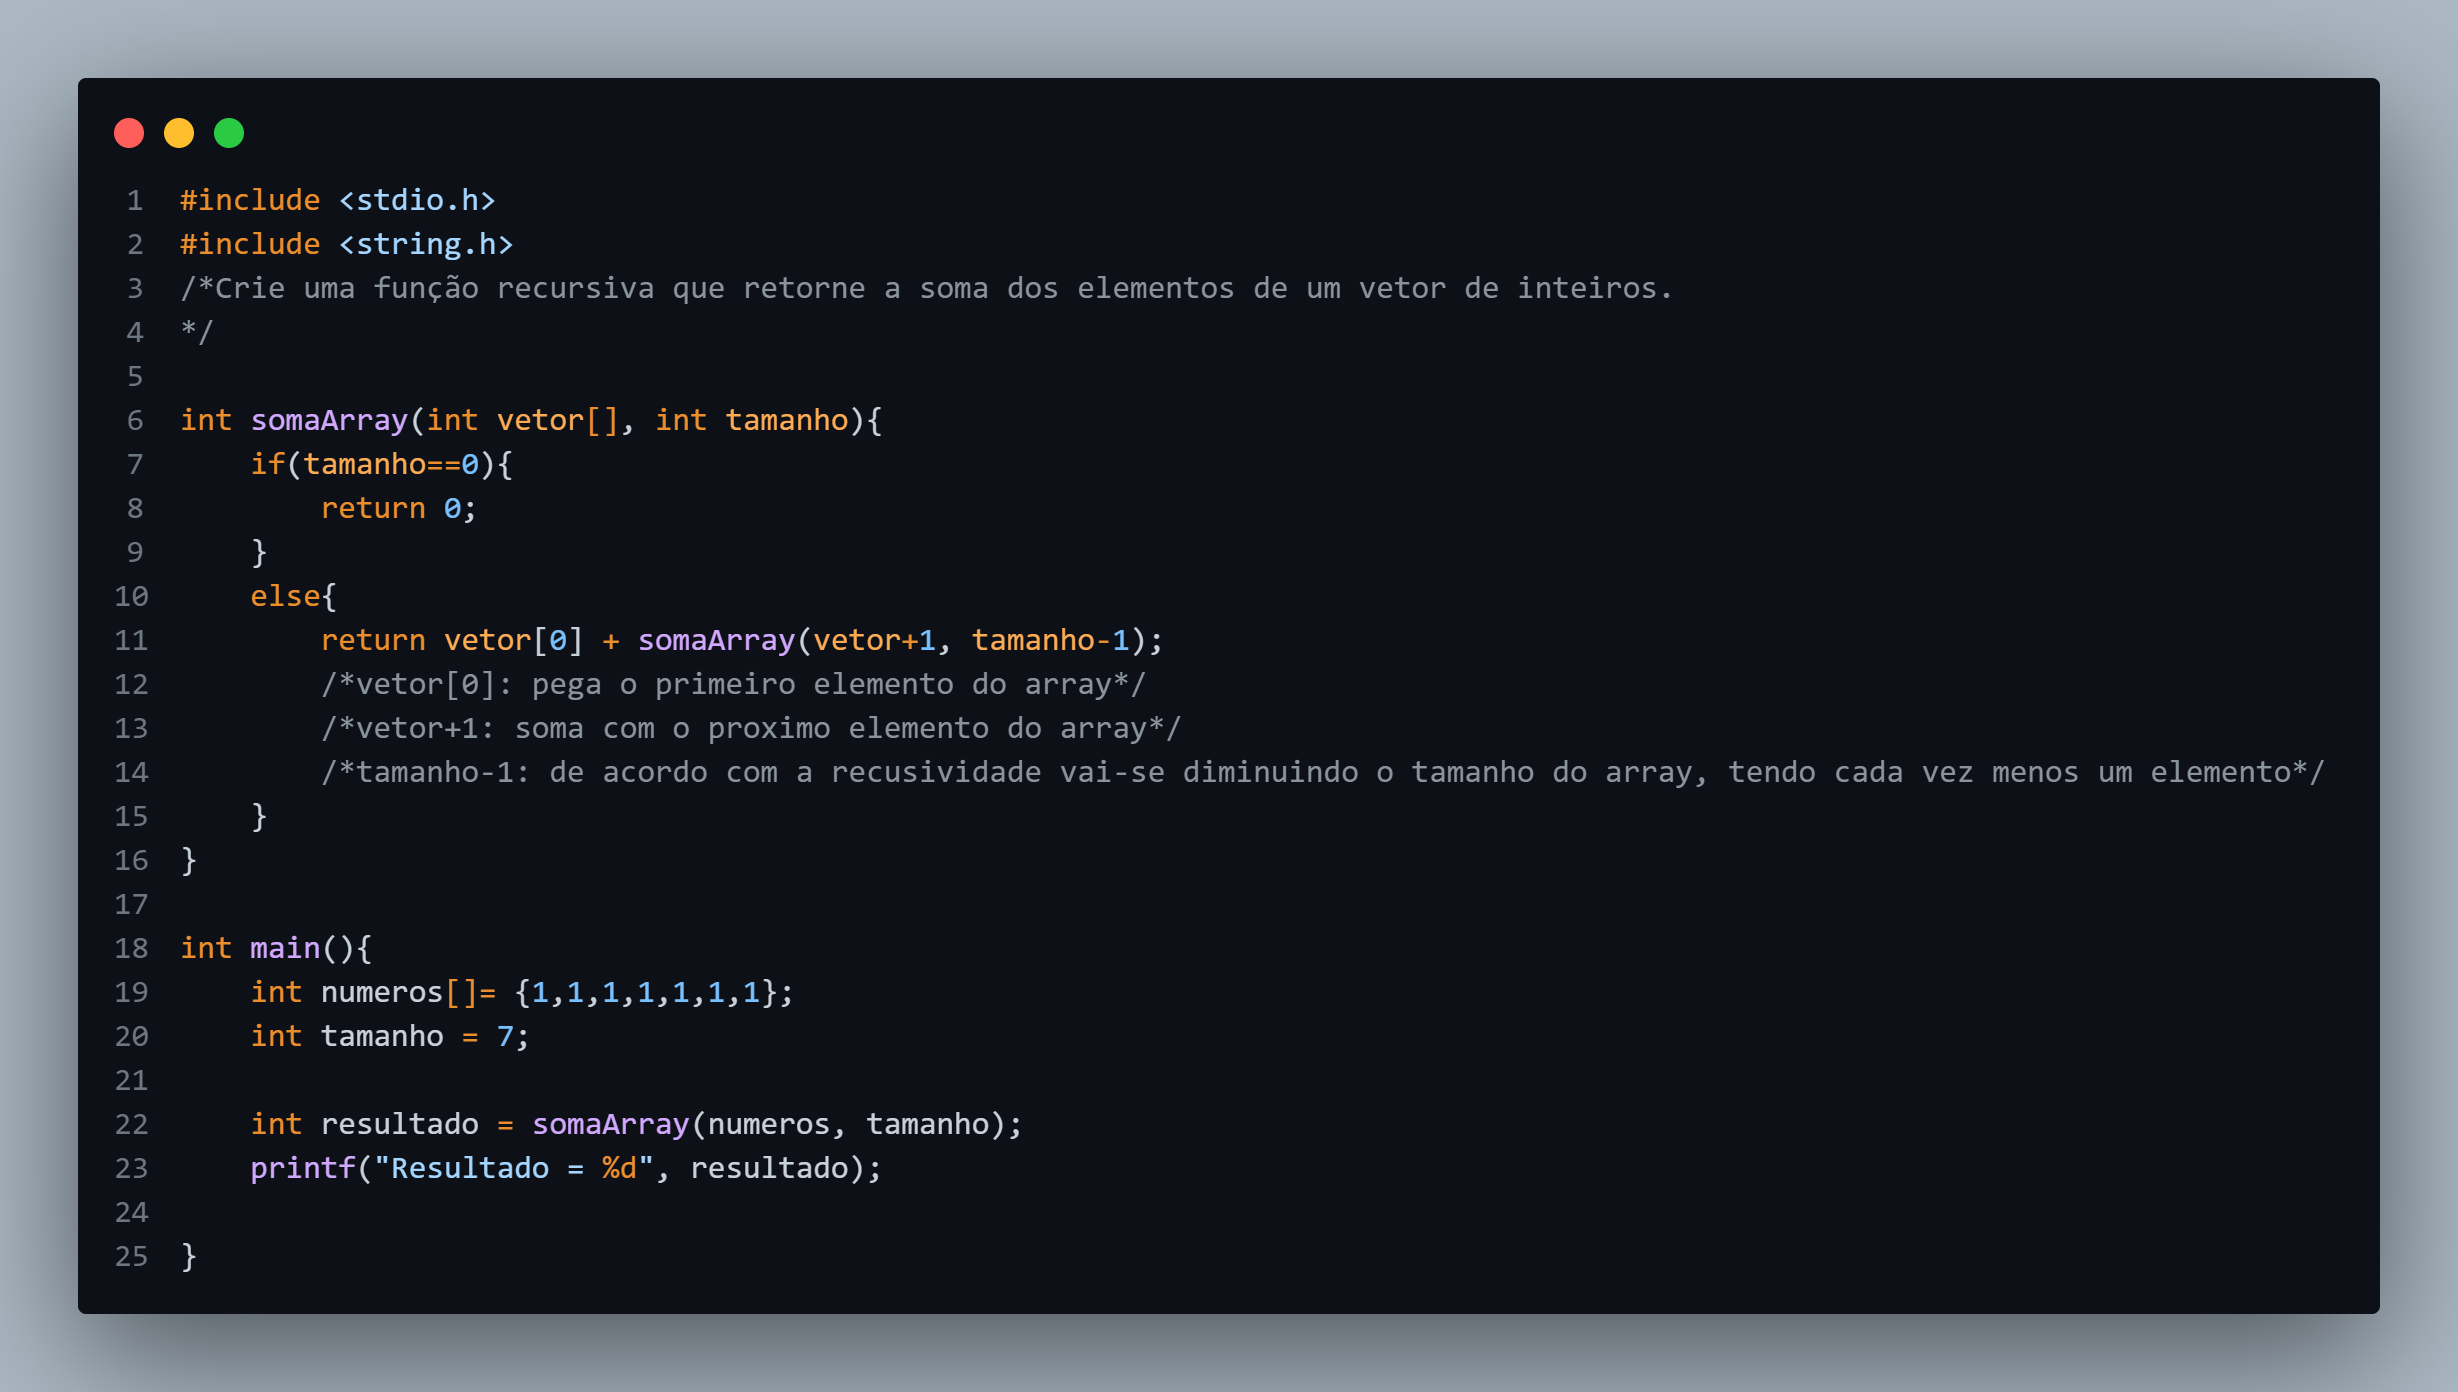 1 #include <stdio.h>
2 #include <string.h>
3 /*Crie uma função recursiva que retorne a soma dos elementos de um vetor de inteiros.
4 */
5
6 int somaArray(int vetor[], int tamanho){
7     if(tamanho==0){
8         return 0;
9     }
10     else{
11         return vetor[0] + somaArray(vetor+1, tamanho-1);
12         /*vetor[0]: pega o primeiro elemento do array*/
13         /*vetor+1: soma com o proximo elemento do array*/
14         /*tamanho-1: de acordo com a recusividade vai-se diminuindo o tamanho do array, tendo cada vez menos um elemento*/
15     }
16 }
17
18 int main(){
19     int numeros[]= {1,1,1,1,1,1,1};
20     int tamanho = 7;
21
22     int resultado = somaArray(numeros, tamanho);
23     printf("Resultado = %d", resultado);
24
25 }